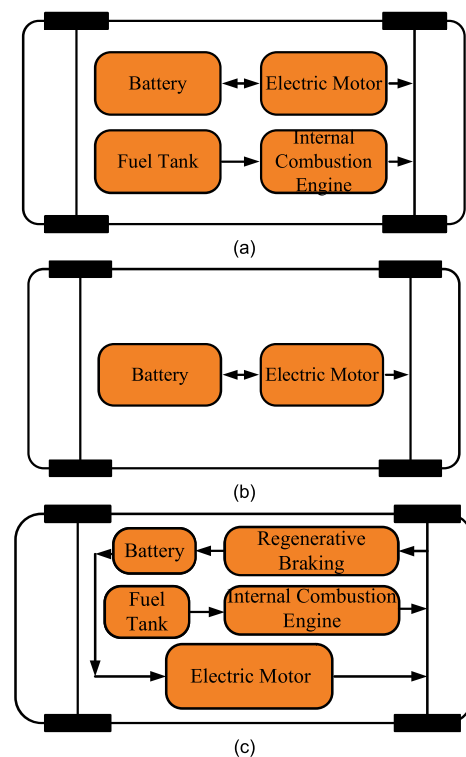 Battery
Electric Motor
Fuel Tank
Internal
Combustion
Engine
(a)
Battery
Electric Motor
(b)
Battery
Regenerative
Braking
Fuel
Tank
Internal Combustion
Engine
Electric Motor
(c)